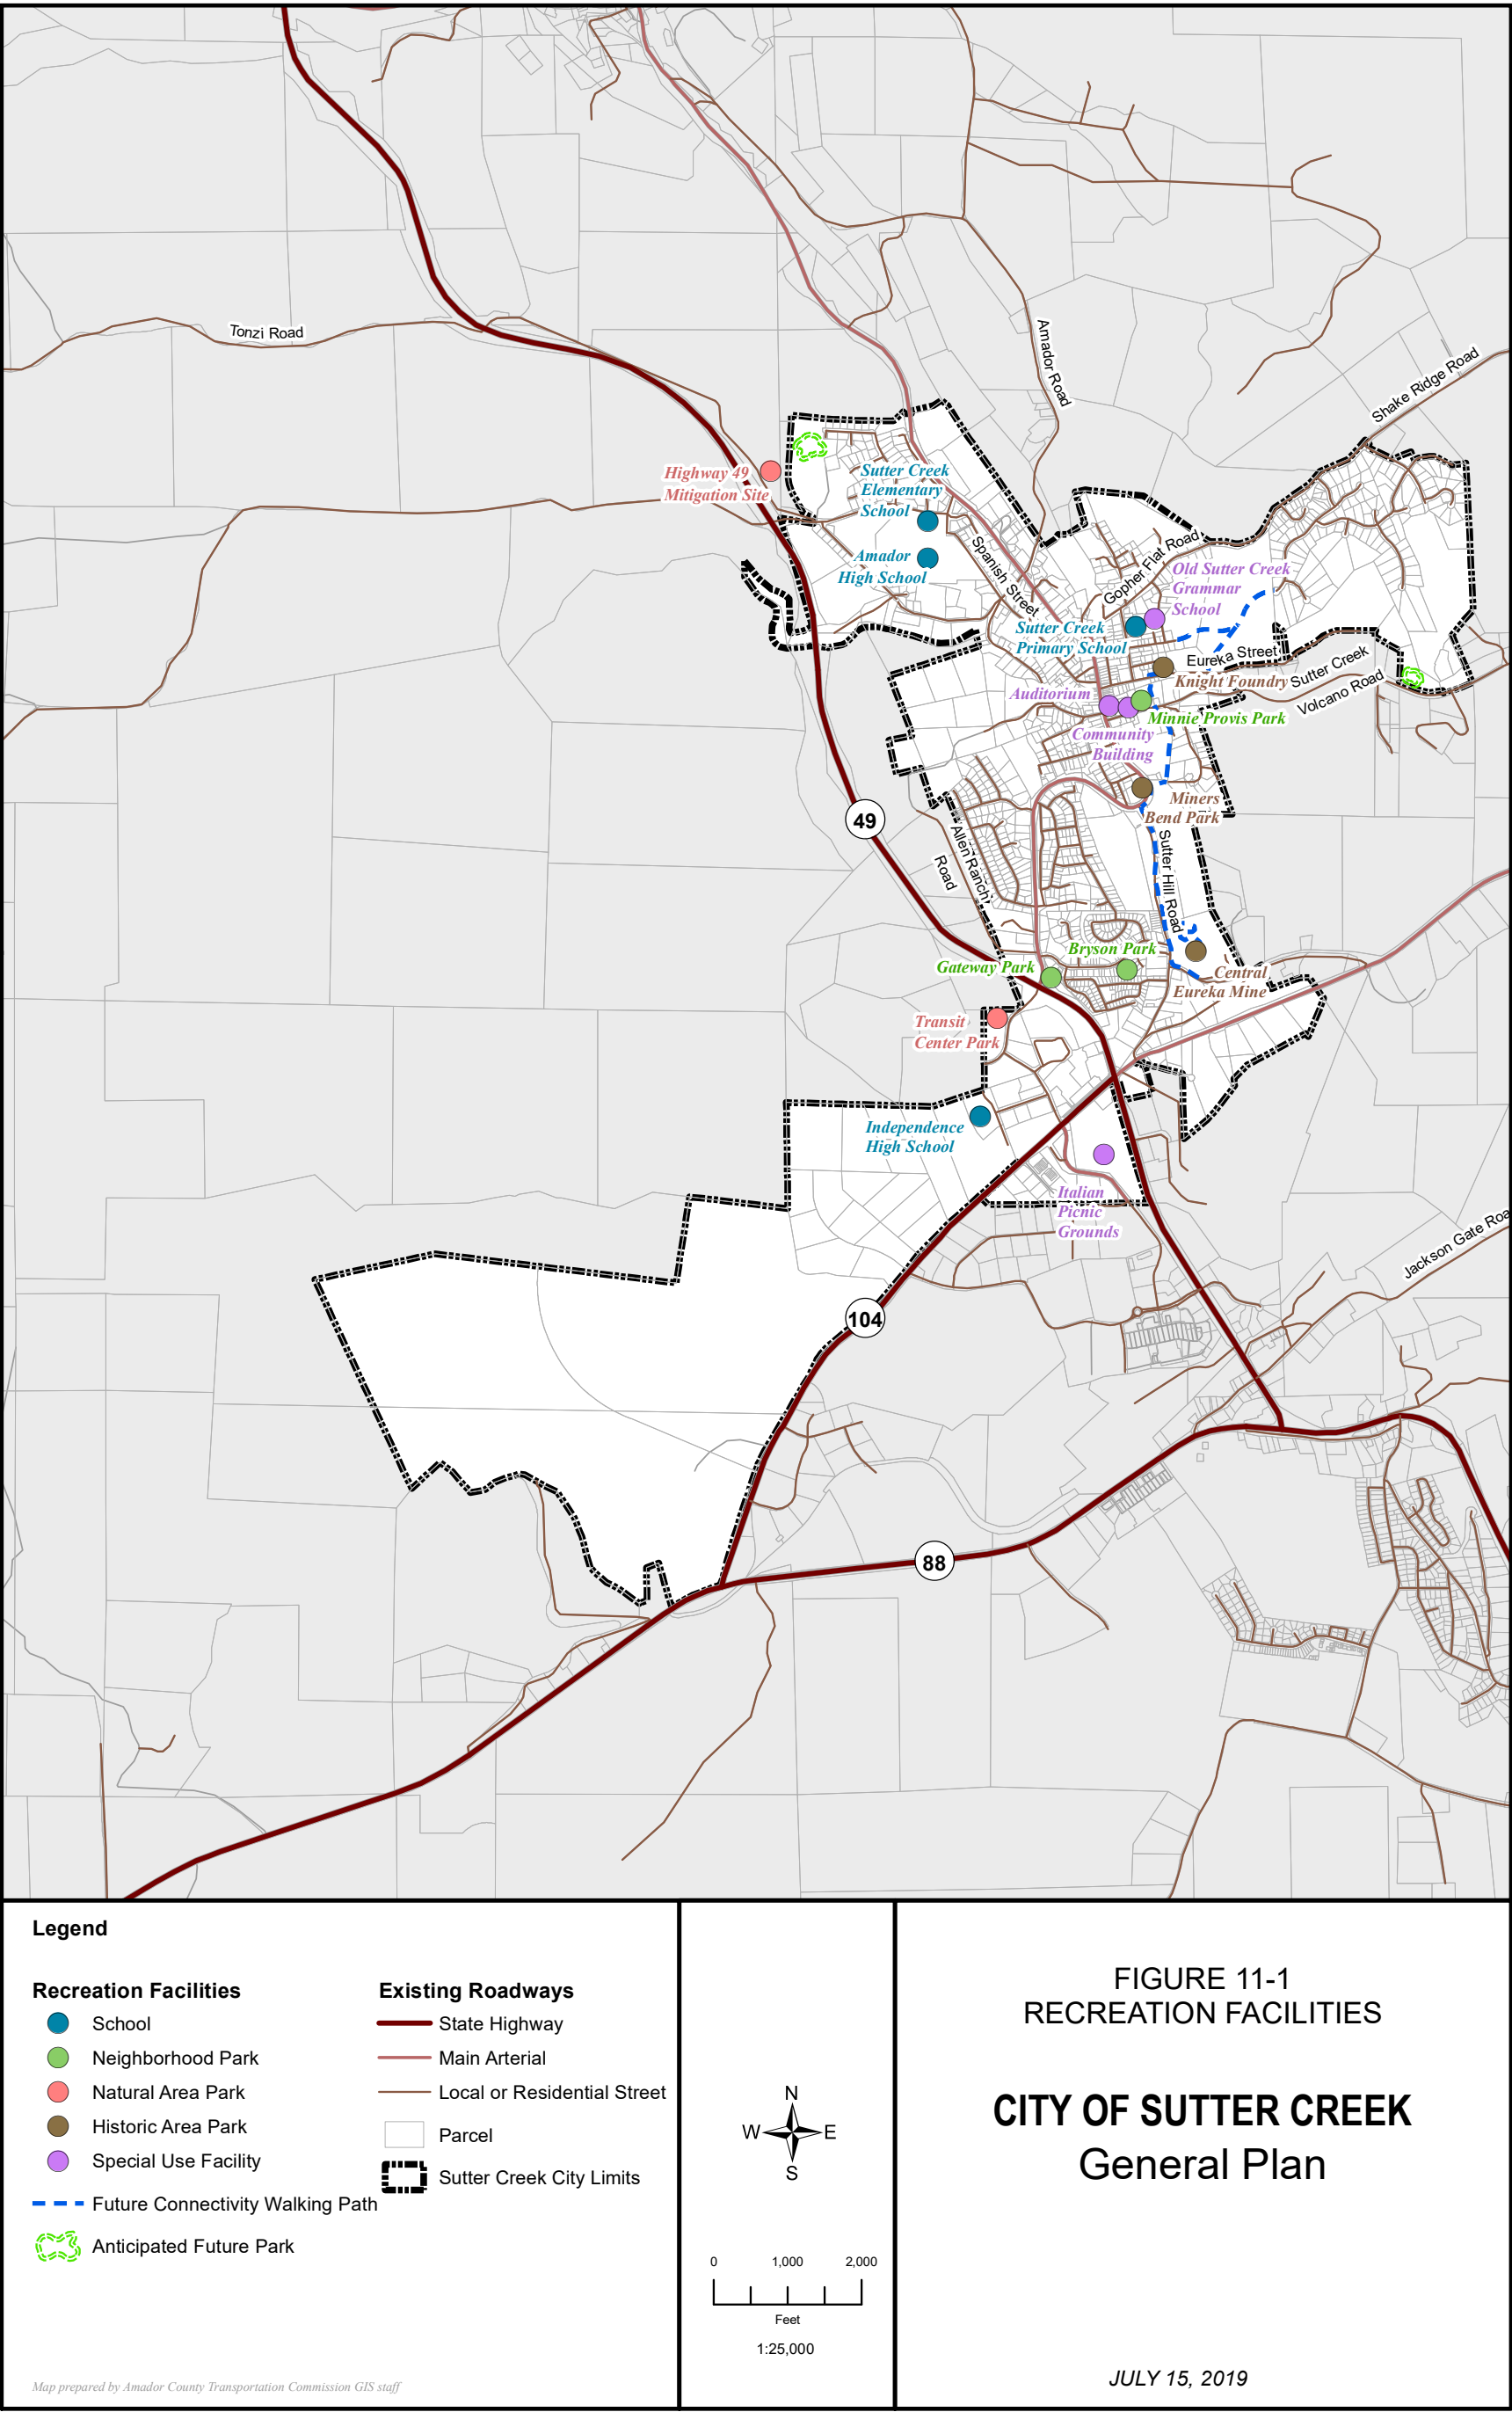 Tonzi Road
Amador Road
Shake Ridge Road
Highway 49
Mitigation Site
Sutter Creek
Elementary
School
Amador
High School
Spanish Street
Gopher Flat Road
Old Sutter Creek
Grammar
School
Sutter Creek
Primary School
Eureka Street
Knight Foundry
Sutter Creek
Volcano Road
Auditorium
Minnie Provis Park
Community
Building
Miners
Bend Park
49
Allen Ranch
Road
Sutter Hill Road
Bryson Park
Gateway Park
Central
Eureka Mine
Transit
Center Park
Independence
High School
Italian
Picnic
Grounds
Jackson Gate Roa
104
88
Legend
Recreation Facilities
School
Neighborhood Park
Natural Area Park
Historic Area Park
Special Use Facility
Future Connectivity Walking Path
Anticipated Future Park
Existing Roadways
State Highway
Main Arterial
Local or Residential Street
Parcel
Sutter Creek City Limits
Map prepared by Amador County Transportation Commission GIS staff
N
W E
S
0 1,000 2,000
Feet
1:25,000
FIGURE 11-1
RECREATION FACILITIES
CITY OF SUTTER CREEK
General Plan
JULY 15, 2019